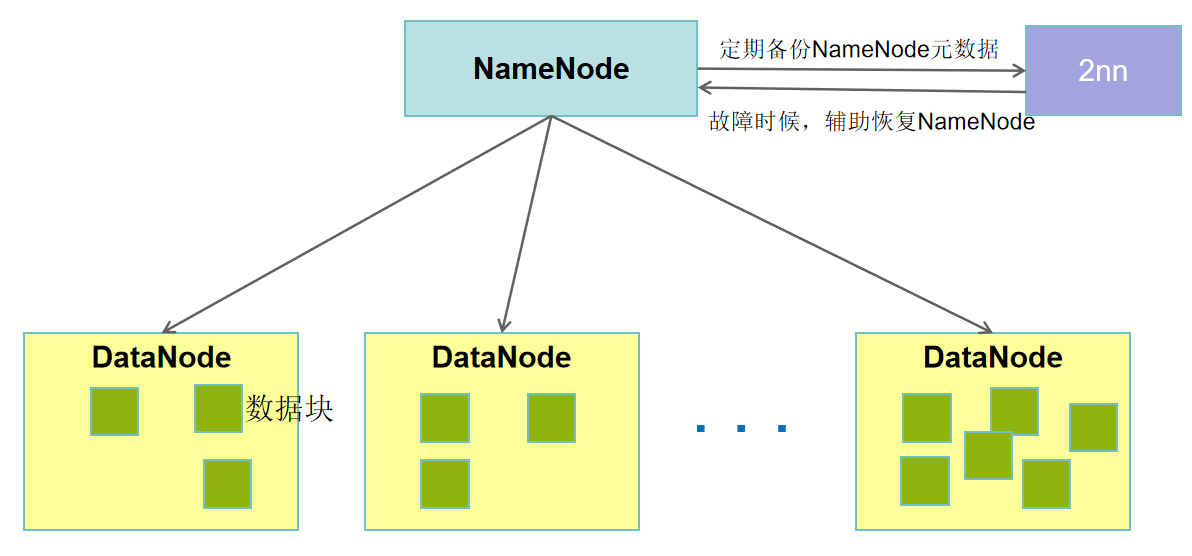 定期备份NameNode元数据
NameNode
2nn
故障时候，辅助恢复NameNode
DataNode
DataNode
DataNode
数据块